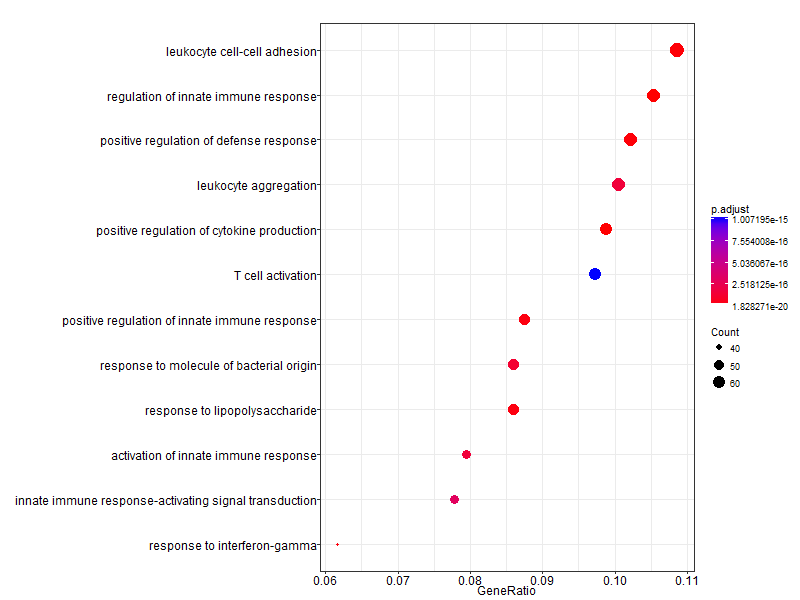 leukocyte cell-cell adhesion
regulation of innate immune response
positive regulation of defense response
leukocyte aggregation
positive regulation of cytokine production
T cell activation
positive regulation of innate immune response
response to molecule of bacterial origin
response to lipopolysaccharide
activation of innate immune response
innate immune response-activating signal transduction
response to interferon-gamma
0.06 0.07 0.08 0.09 0.10 0.11
GeneRatio
p.adjust
1.007195e-15
7.554008e-16
5.036067e-16
2.518125e-16
1.828271e-20
Count
40
50
60